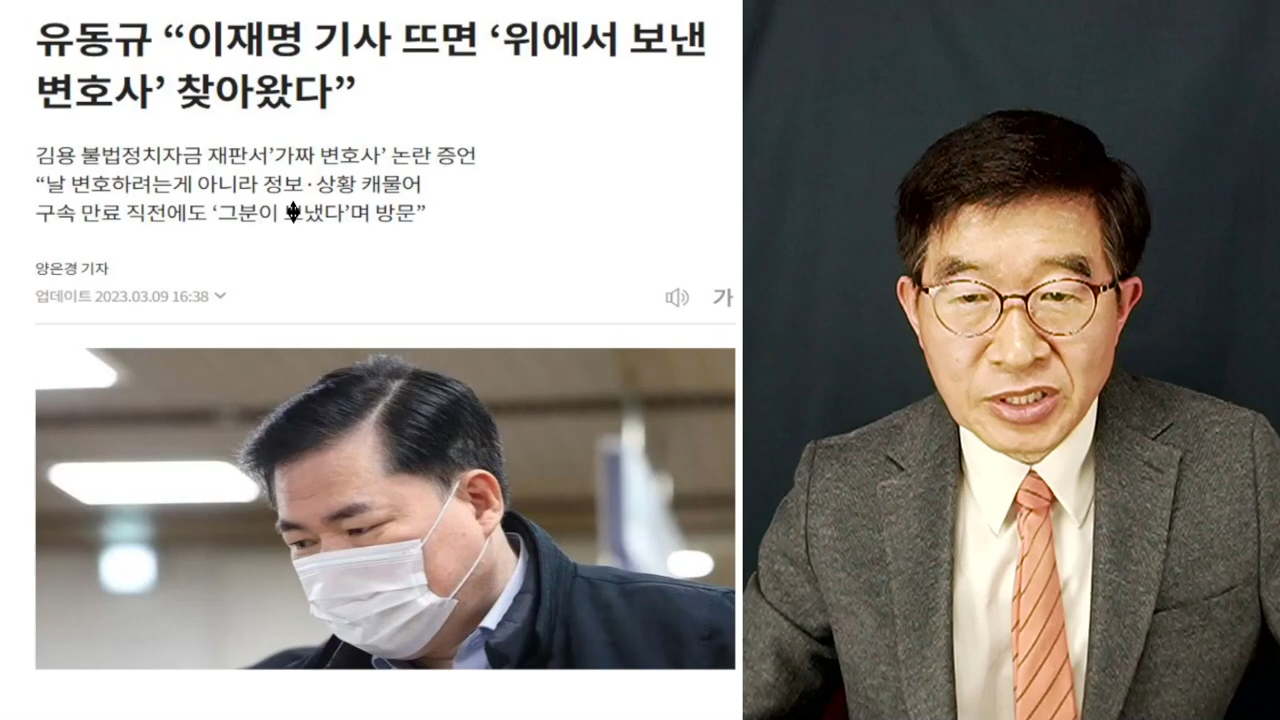 유동규 “이재명 기사 뜨면 ‘위에서 보낸
변호사’ 찾아왔다”
김용 불법정치자금 재판서’가짜 변호사’ 논란 증언
“날 변호하려는게 아니라 정보·상황 캐물어
구속 만료 직전에도 ‘그분이 며 방문”
양은경 기자
업데이트 2023.03.09 16:38
가